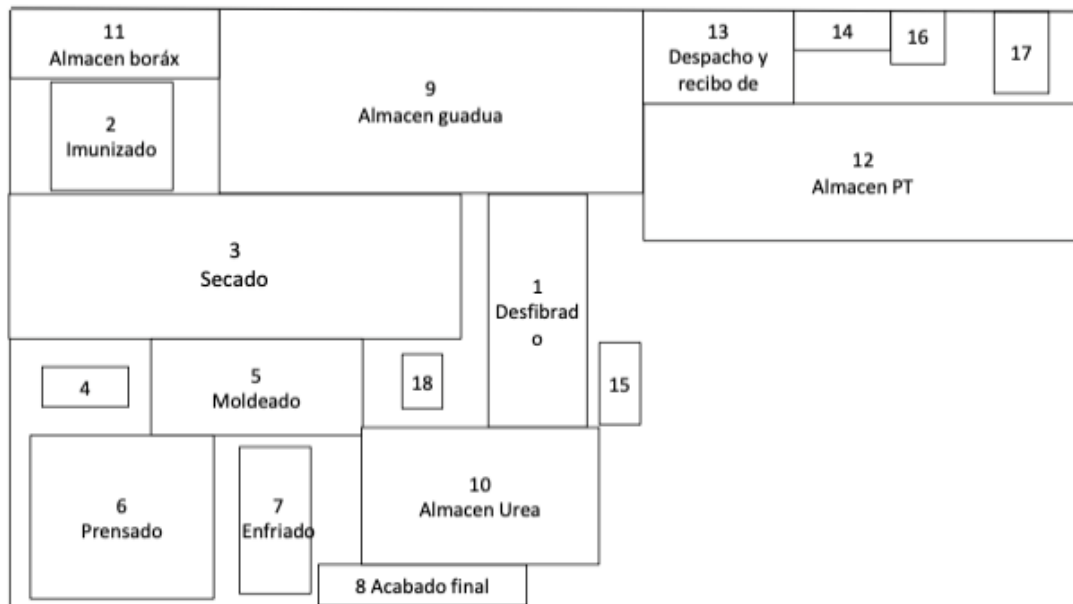 11
Almacen boráx
9
Almacen guadua
13
Despacho y
recibo de
14
16
17
2
Imunizado
12
Almacen PT
3
Secado
1
Desfibrad
o
4
5
Moldeado
18
15
6
Prensado
7
Enfriado
10
Almacen Urea
8 Acabado final